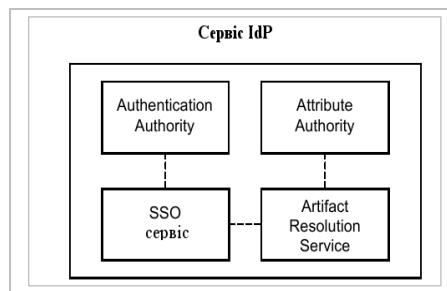 Сервіс IdP
Authentication
Authority
Attribute
Authority
SSO
сервіс
Artifact
Resolution
Service